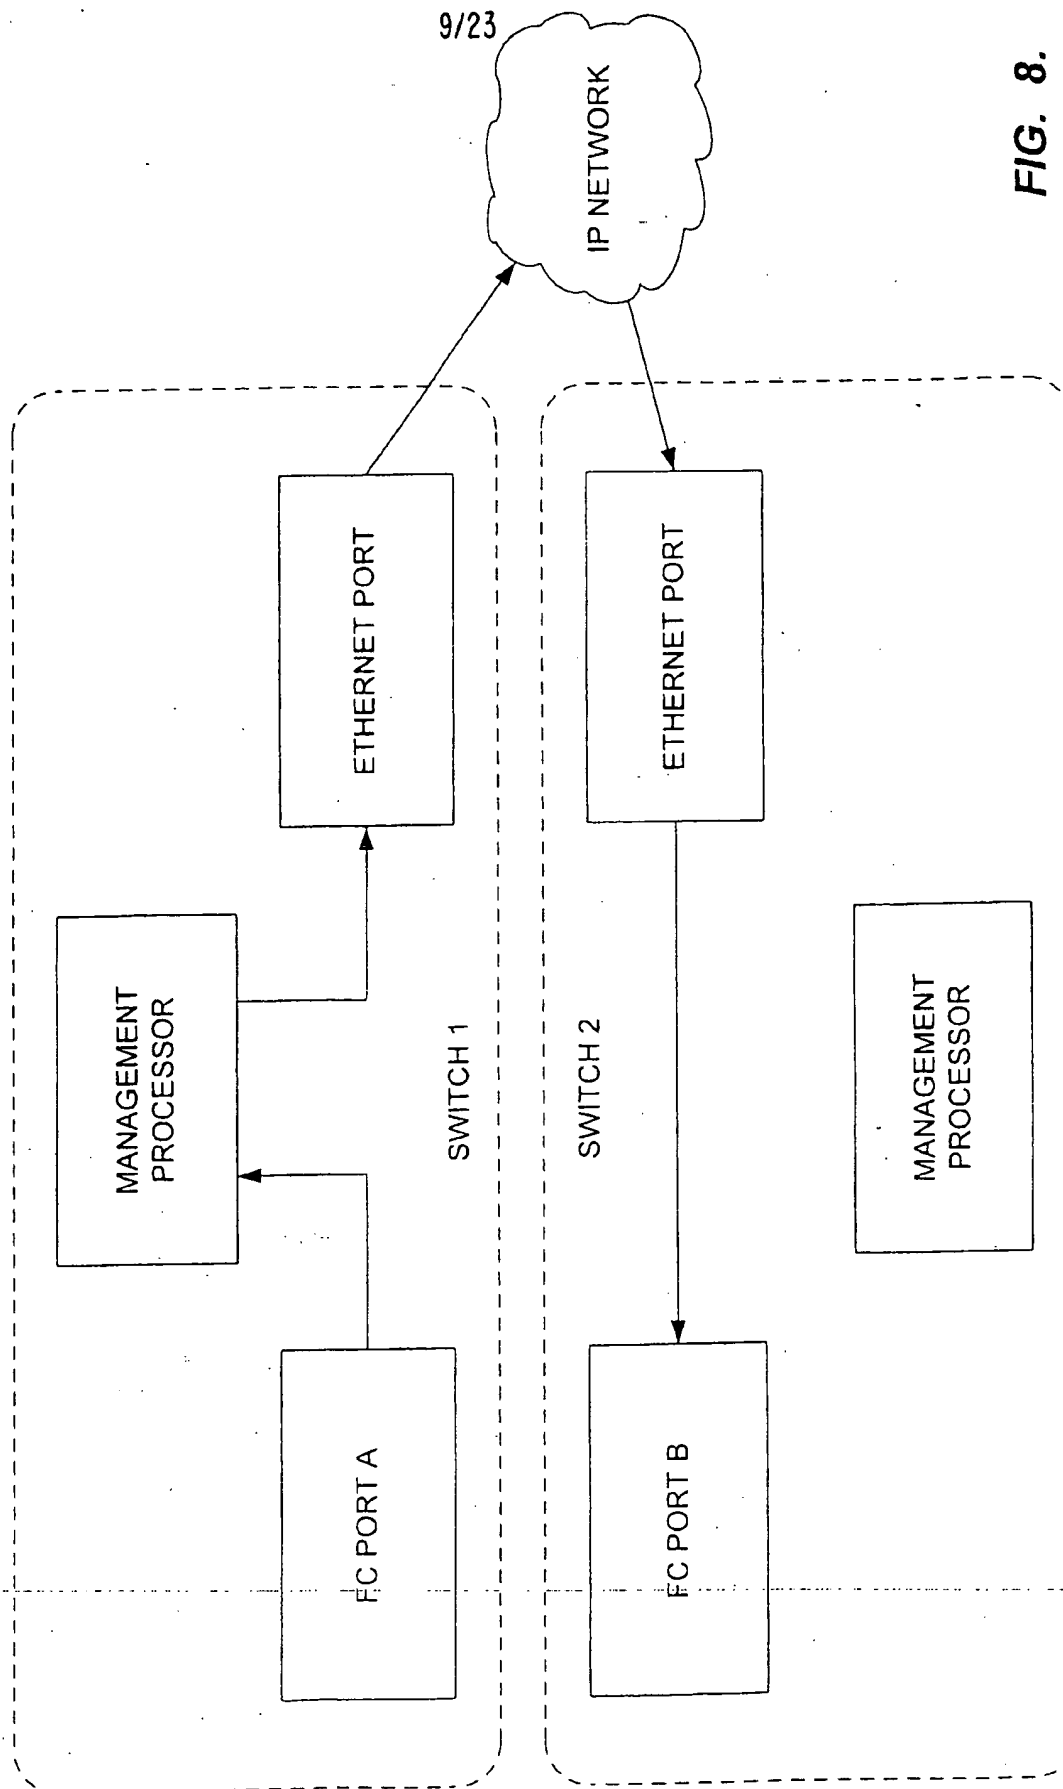 9/23
MANAGEMENT
PROCESSOR
FC PORT A
ETHERNET PORT
SWITCH 1
IP NETWORK
SWITCH 2
FC PORT B
ETHERNET PORT
MANAGEMENT
PROCESSOR
FIG. 8.